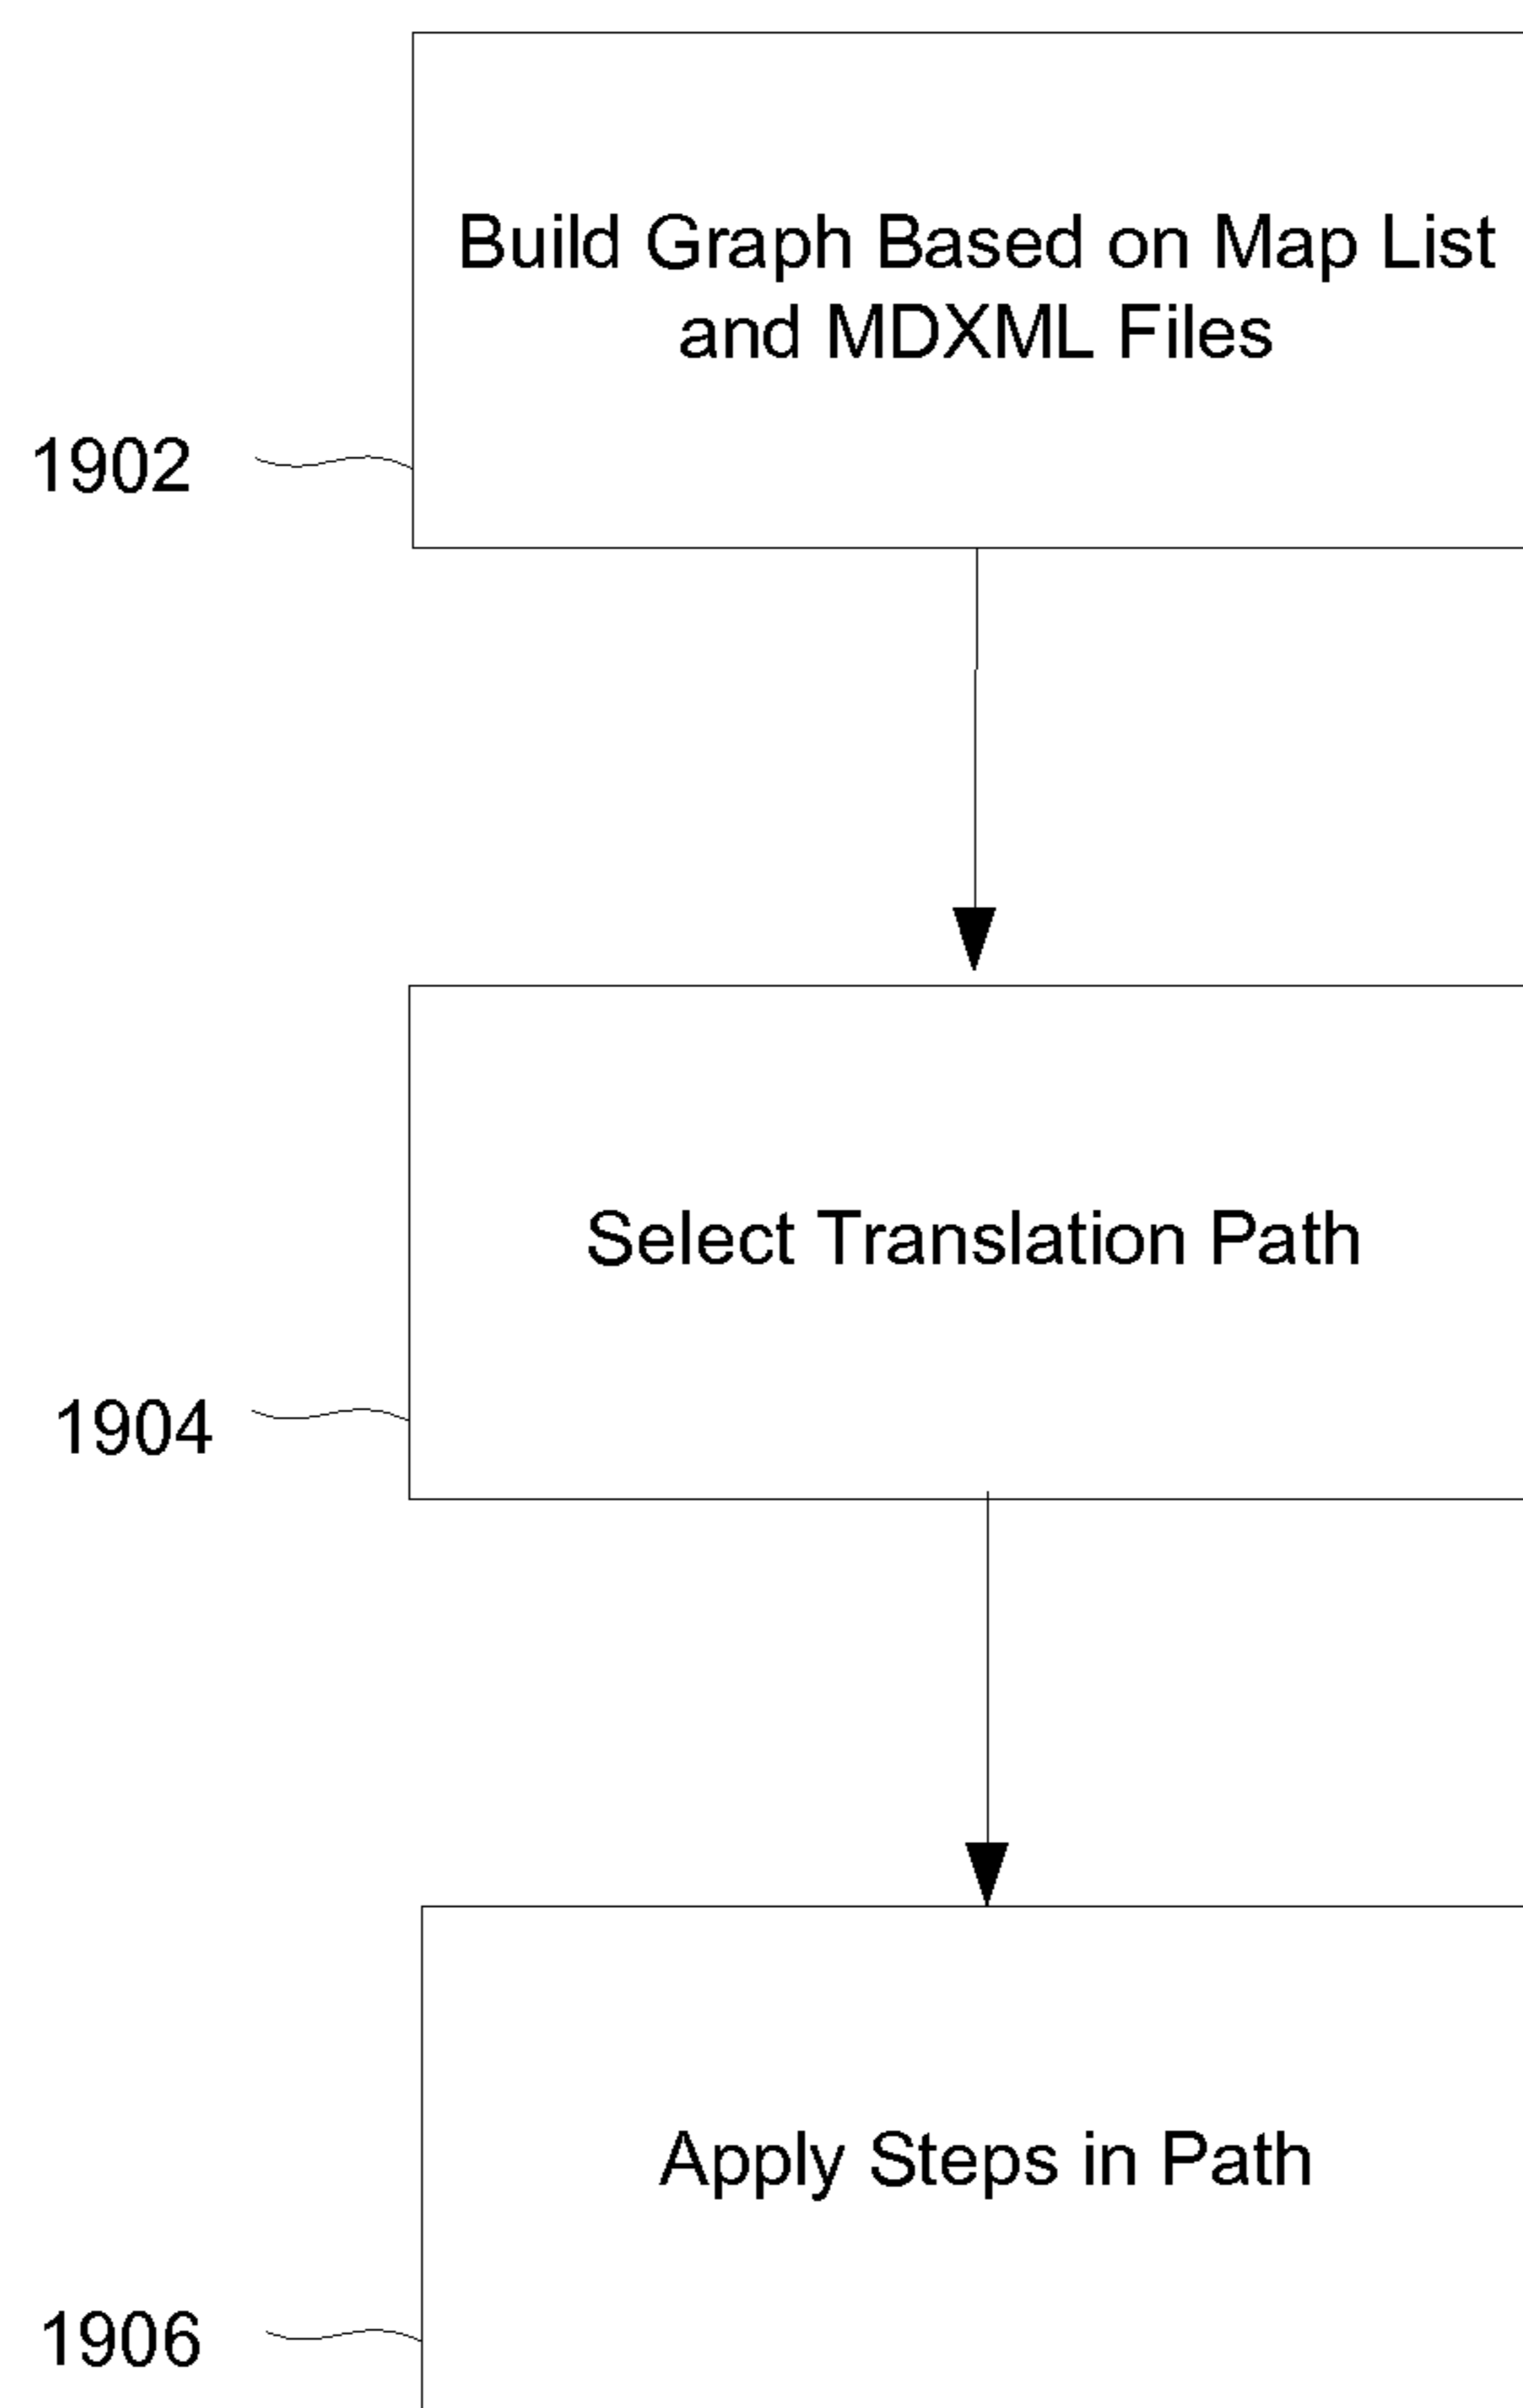 Build Graph Based on Map List
and MDXML Files
1902
Select Translation Path
1904
Apply Steps in Path
1906